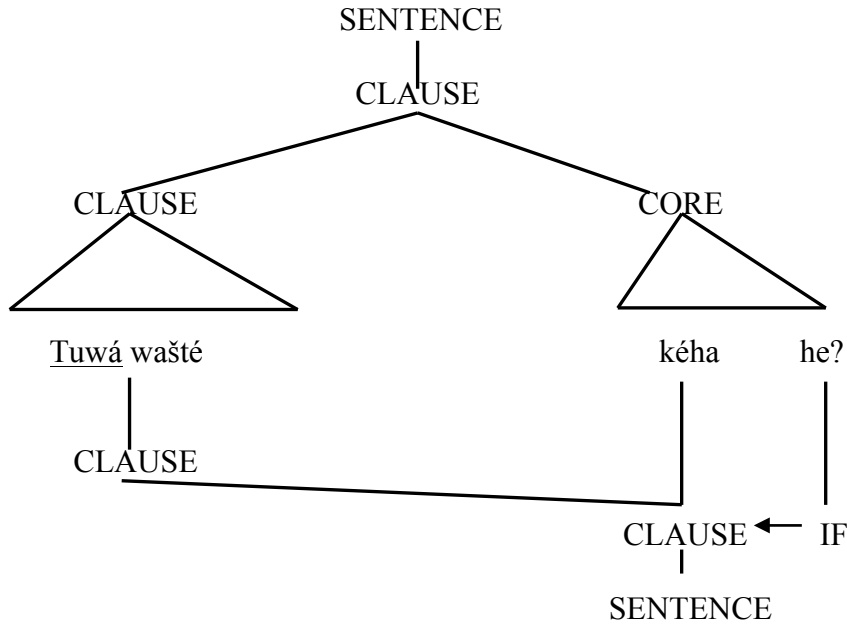 SENTENCE
CLAUSE
CLAUSE CORE
Tuwá wašté kéha he?
CLAUSE
CLAUSE IF
SENTENCE